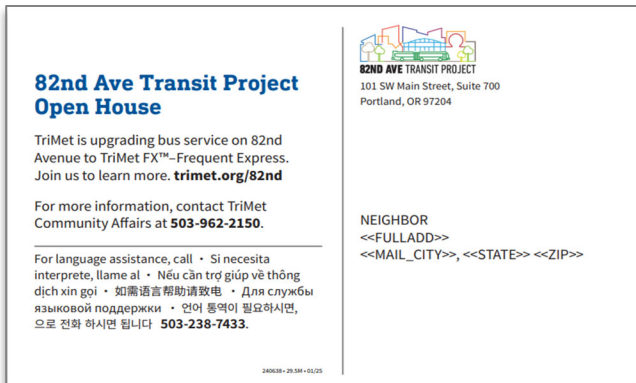 82nd Ave Transit Project
Open House
TriMet is upgrading bus service on 82nd
Avenue to TriMet FX™–Frequent Express.
Join us to learn more. trimet.org/82nd
For more information, contact TriMet
Community Affairs at 503-962-2150.
For language assistance, call • Si necesita
interprete, llame al • Nếu cần trợ giúp về thông
dịch xin gọi • 如需语言帮助请致电 • Для службы
языковой поддержки • 언어 통역이 필요하시면,
으로 전화 하시면 됩니다 503-238-7433.
240638 • 29.5M • 01/25
82ND AVE TRANSIT PROJECT
101 SW Main Street, Suite 700
Portland, OR 97204
NEIGHBOR
<<FULLADD>>
<<MAIL_CITY>>, <<STATE>> <<ZIP>>